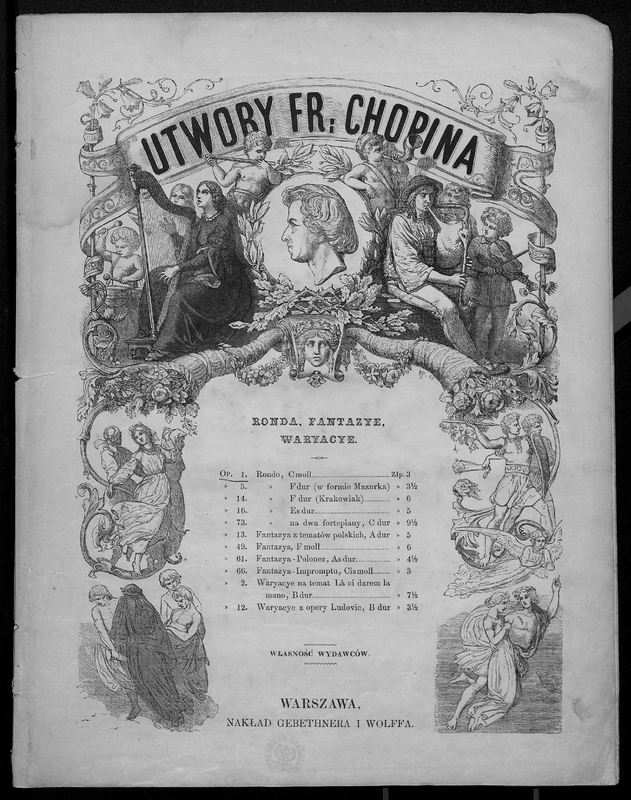 UTWORY FR: CHOPINA
RONDA, FANTAZYE,
WARYACYE.
Op. 1. Rondo, C moll Złp. 3
" 5. " F dur (w formie Mazurka) " 3½
" 14. " F dur (Krakowiak) " 6
" 16. " Es dur " 5
" 73. " na dwa fortepiany, C dur " 9½
" 13. Fantazya z tematów polskich, A dur " 5
" 49. Fantazya, F moll " 6
" 61. Fantazya-Polonez, As dur " 4½
" 66. Fantazya-Impromptu, Cis moll " 3
" 2. Waryacye na temat Là ci darem la
mano, B dur " 7½
" 12. Waryacye z opery Ludovic, B dur " 3½
WŁASNOŚĆ WYDAWCÓW.
WARSZAWA,
NAKŁAD GEBETHNERA I WOLFFA.